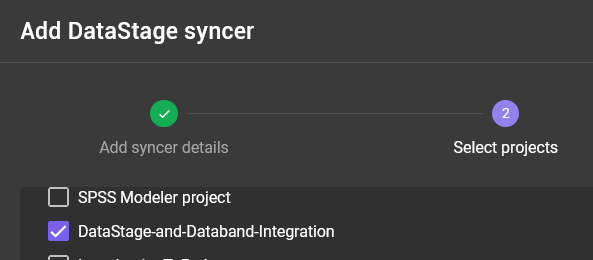 Add DataStage syncer
2
Add syncer details
Select projects
SPSS Modeler project
DataStage-and-Databand-Integration